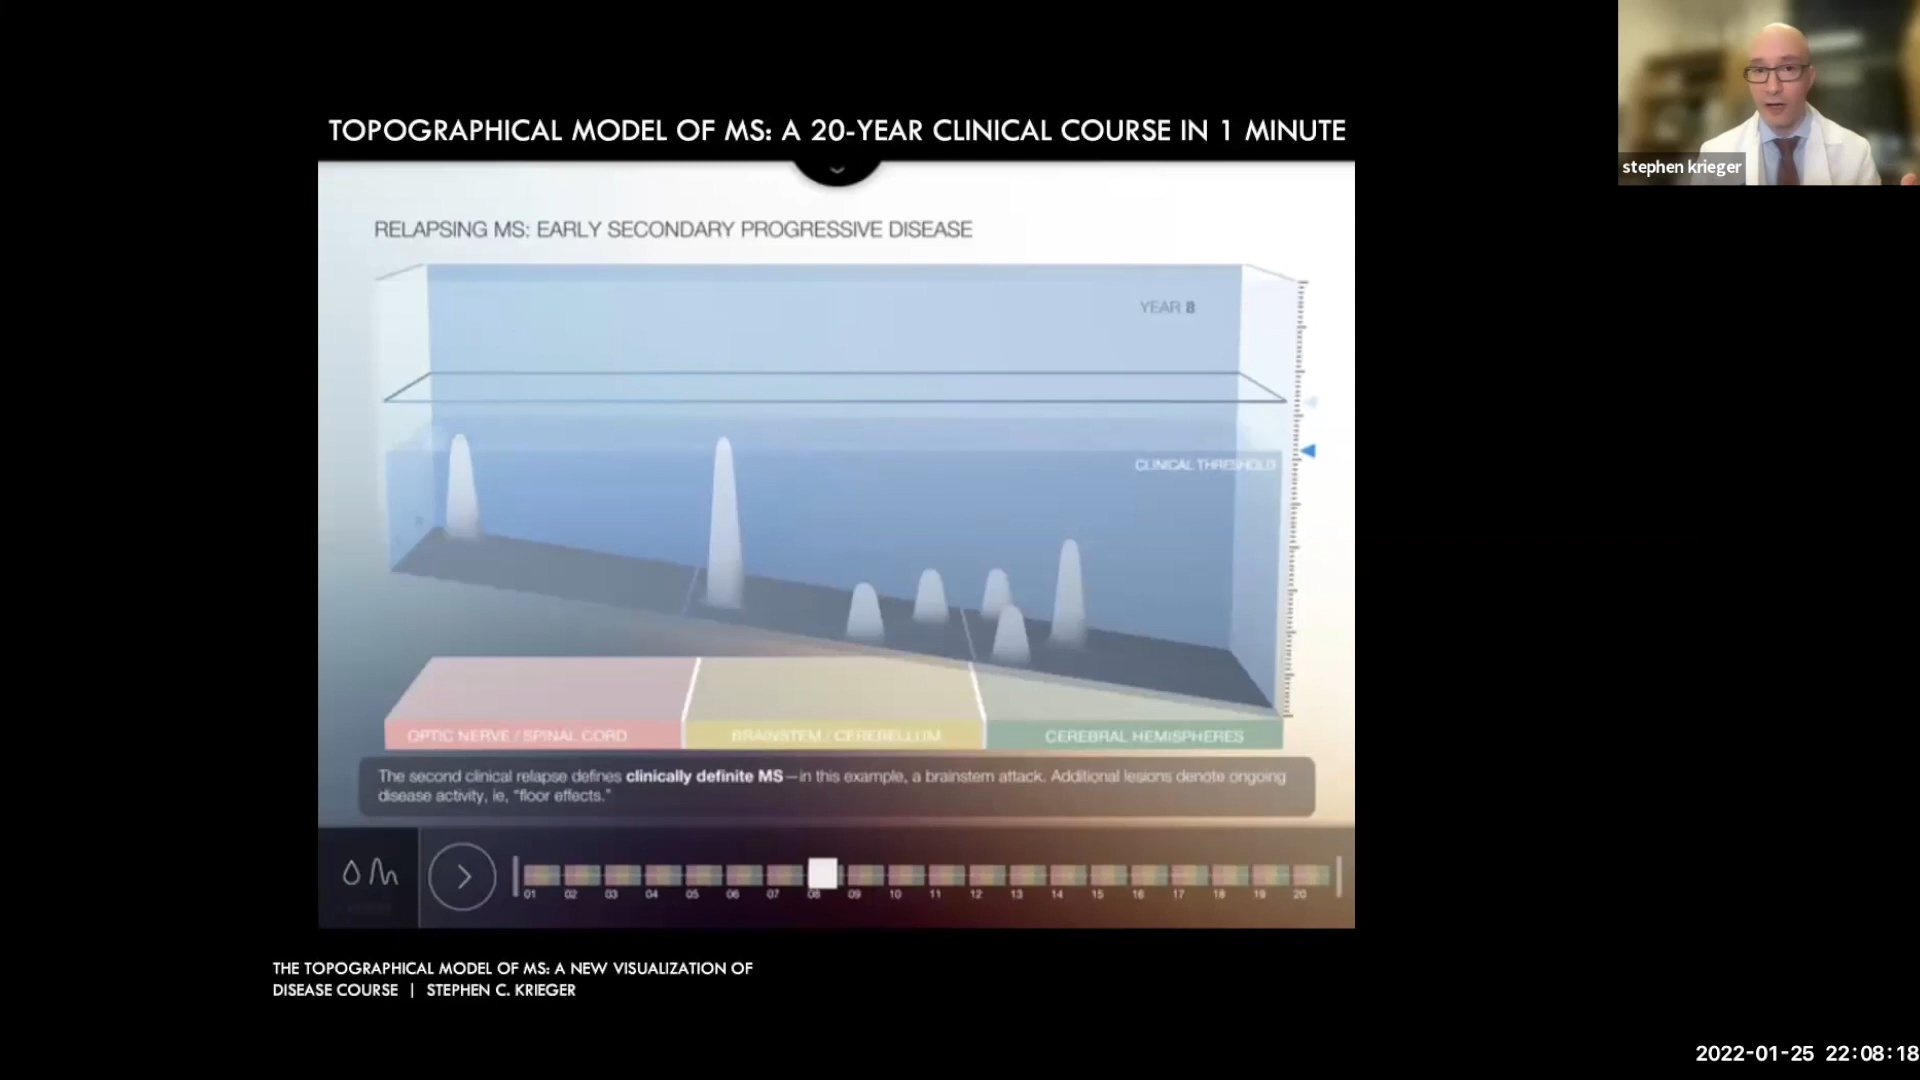 TOPOGRAPHICAL MODEL OF MS: A 20-YEAR CLINICAL COURSE IN 1 MINUTE
stephen krieger
RELAPSING MS: EARLY SECONDARY PROGRESSIVE DISEASE
YEAR 8
CLINICAL THRESHOLD
OPTIC NERVE / SPINAL CORD
BRAINSTEM / CEREBELLUM
CEREBRAL HEMISPHERES
The second clinical relapse defines clinically definite MS—in this example, a brainstem attack. Additional lesions denote ongoing
disease activity, ie, "floor effects."
01 02 03 04 05 06 07 08 09 10 11 12 13 14 15 16 17 18 19 20
THE TOPOGRAPHICAL MODEL OF MS: A NEW VISUALIZATION OF
DISEASE COURSE | STEPHEN C. KRIEGER
2022-01-25 22:08:18